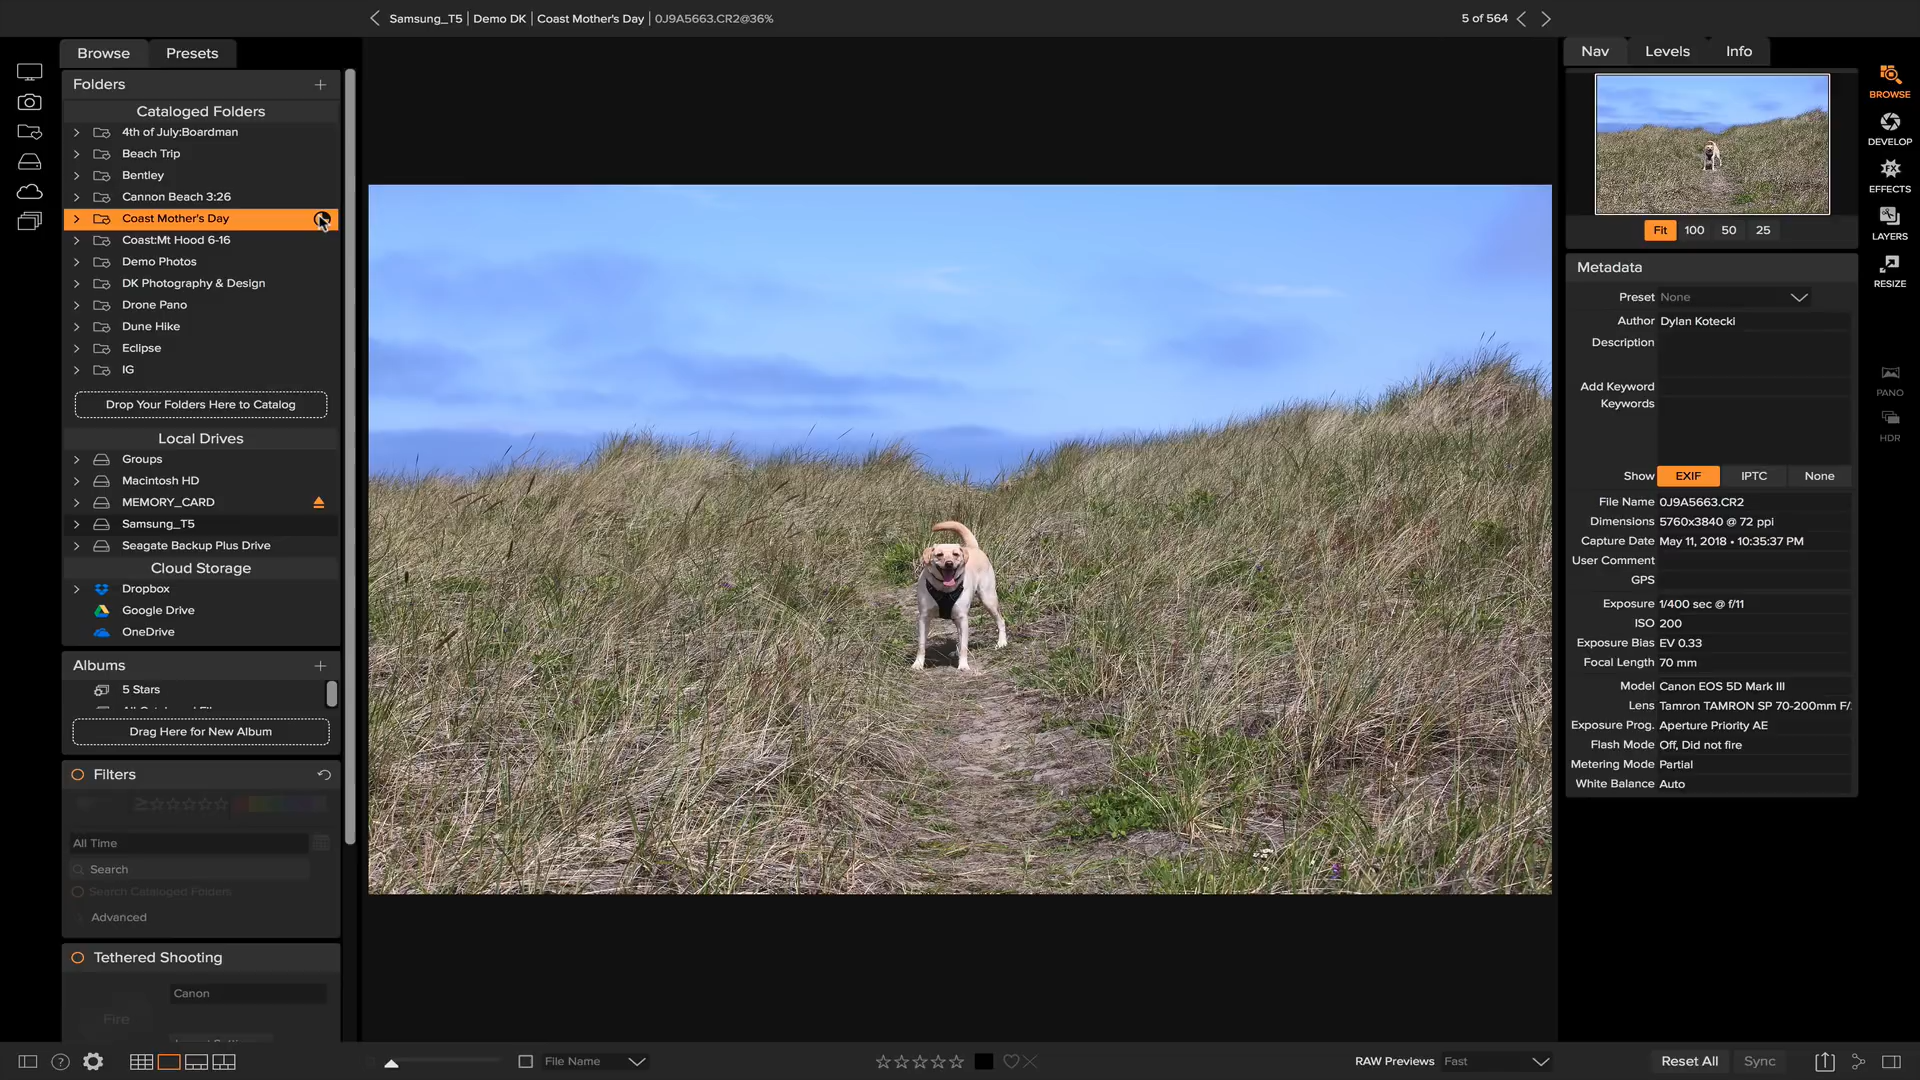 Samsung_T5 | Demo DK | Coast Mother's Day | 0J9A5663.CR2@36%
5 of 564
Browse
Presets
Folders
Cataloged Folders
4th of July:Boardman
Beach Trip
Bentley
Cannon Beach 3:26
Coast Mother's Day
Coast:Mt Hood 6-16
Demo Photos
DK Photography & Design
Drone Pano
Dune Hike
Eclipse
IG
Drop Your Folders Here to Catalog
Local Drives
Groups
Macintosh HD
MEMORY_CARD
Samsung_T5
Seagate Backup Plus Drive
Cloud Storage
Dropbox
Google Drive
OneDrive
Albums
5 Stars
Drag Here for New Album
Filters
All Time
Search
Search Cataloged Folders
Advanced
Tethered Shooting
Canon
Fire
Nav
Levels
Info
Fit
100
50
25
Metadata
Preset None
Author Dylan Kotecki
Description
Add Keyword
Keywords
Show EXIF IPTC None
File Name 0J9A5663.CR2
Dimensions 5760x3840 @ 72 ppi
Capture Date May 11, 2018 • 10:35:37 PM
User Comment
GPS
Exposure 1/400 sec @ f/11
ISO 200
Exposure Bias EV 0.33
Focal Length 70 mm
Model Canon EOS 5D Mark III
Lens Tamron TAMRON SP 70-200mm F/
Exposure Prog. Aperture Priority AE
Flash Mode Off, Did not fire
Metering Mode Partial
White Balance Auto
BROWSE
DEVELOP
EFFECTS
LAYERS
RESIZE
PANO
HDR
File Name
RAW Previews Fast
Reset All
Sync